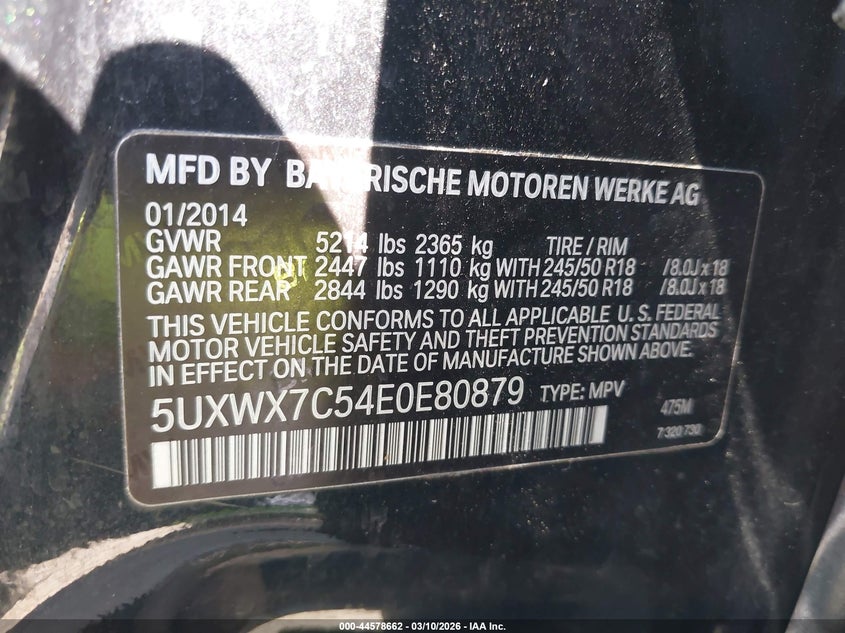 MFD BY BAYERISCHE MOTOREN WERKE AG
01/2014
GVWR 5214 lbs 2365 kg TIRE / RIM
GAWR FRONT 2447 lbs 1110 kg WITH 245/50 R18 /8.0J x 18
GAWR REAR 2844 lbs 1290 kg WITH 245/50 R18 /8.0J x 18
THIS VEHICLE CONFORMS TO ALL APPLICABLE U. S. FEDERAL
MOTOR VEHICLE SAFETY AND THEFT PREVENTION STANDARDS
IN EFFECT ON THE DATE OF MANUFACTURE SHOWN ABOVE.
5UXWX7C54E0E80879 TYPE: MPV
475M
7 320 730
000-44578662 — 03/10/2026 — IAA Inc.